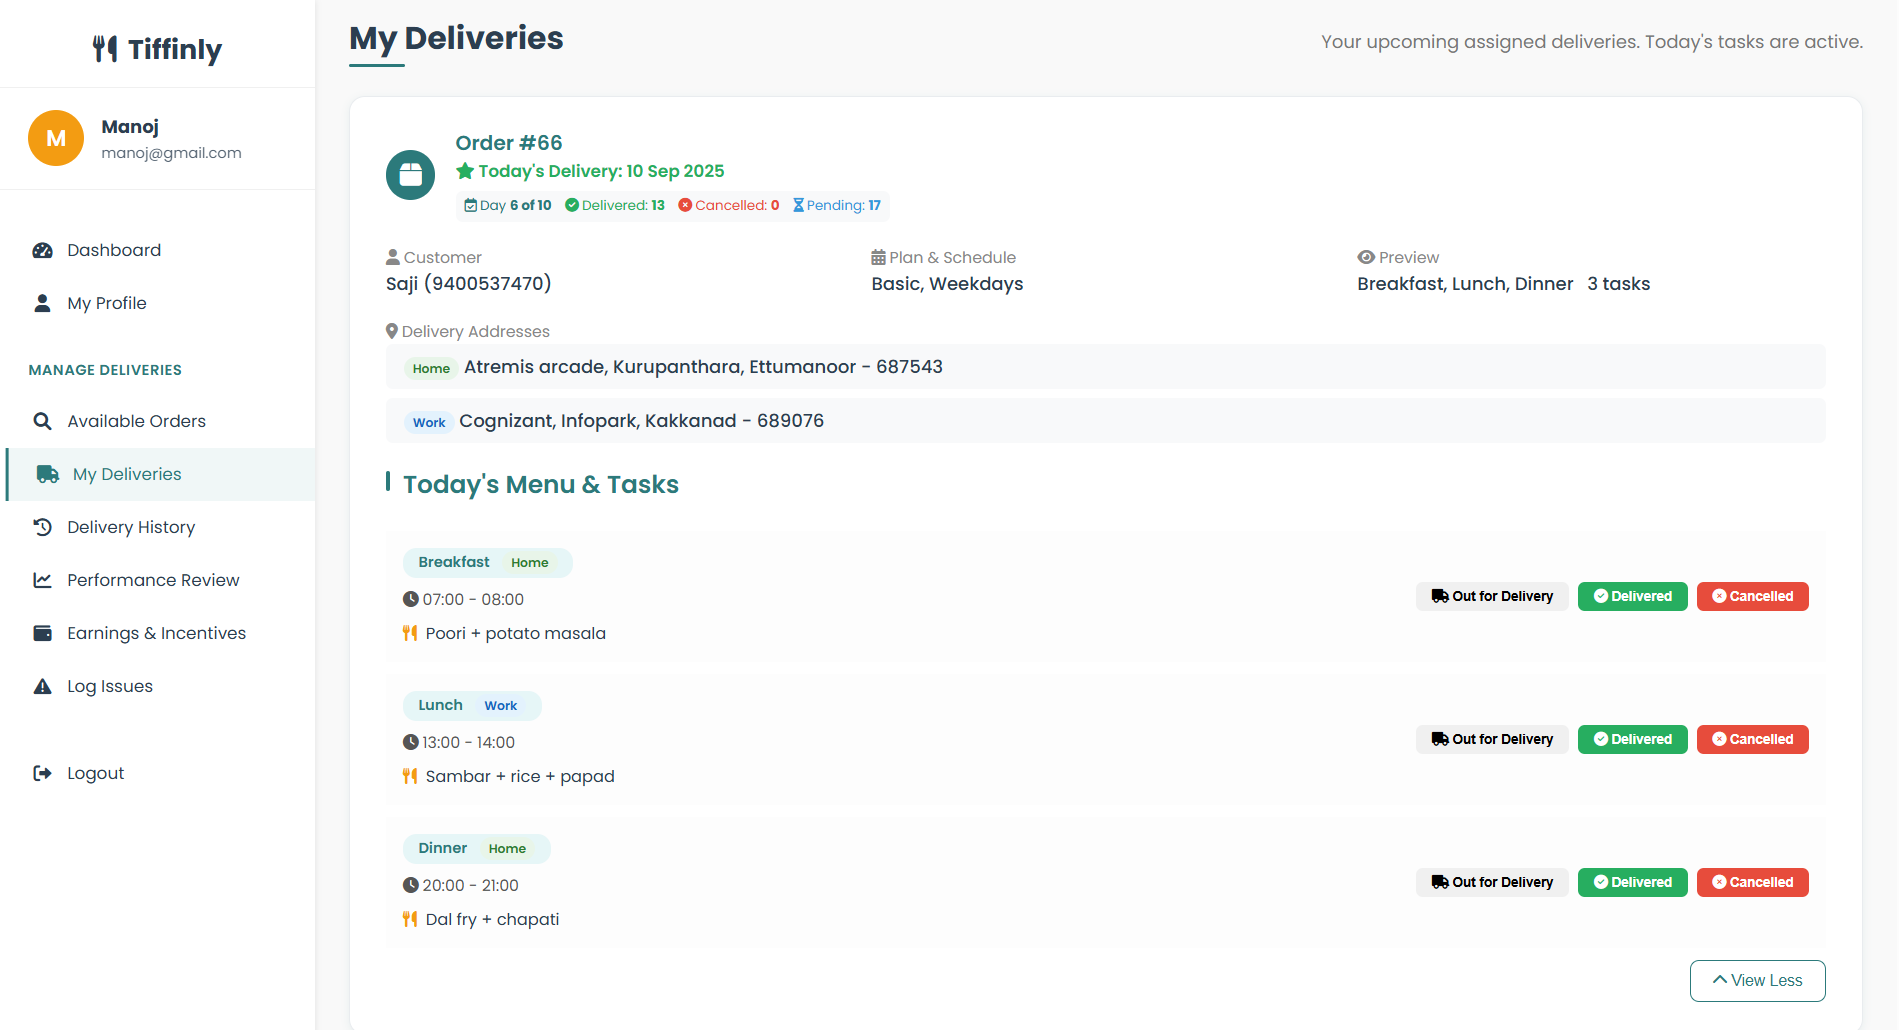 Tiffinly
M
Manoj
manoj@gmail.com
Dashboard
My Profile
MANAGE DELIVERIES
Available Orders
My Deliveries
Delivery History
Performance Review
Earnings & Incentives
Log Issues
Logout
My Deliveries
Your upcoming assigned deliveries. Today's tasks are active.
Order #66
Today's Delivery: 10 Sep 2025
Day 6 of 10 Delivered: 13 Cancelled: 0 Pending: 17
Customer
Saji (9400537470)
Plan & Schedule
Basic, Weekdays
Preview
Breakfast, Lunch, Dinner 3 tasks
Delivery Addresses
Home Atremis arcade, Kurupanthara, Ettumanoor - 687543
Work Cognizant, Infopark, Kakkanad - 689076
Today's Menu & Tasks
Breakfast Home
07:00 - 08:00
Poori + potato masala
Out for Delivery Delivered Cancelled
Lunch Work
13:00 - 14:00
Sambar + rice + papad
Out for Delivery Delivered Cancelled
Dinner Home
20:00 - 21:00
Dal fry + chapati
Out for Delivery Delivered Cancelled
View Less